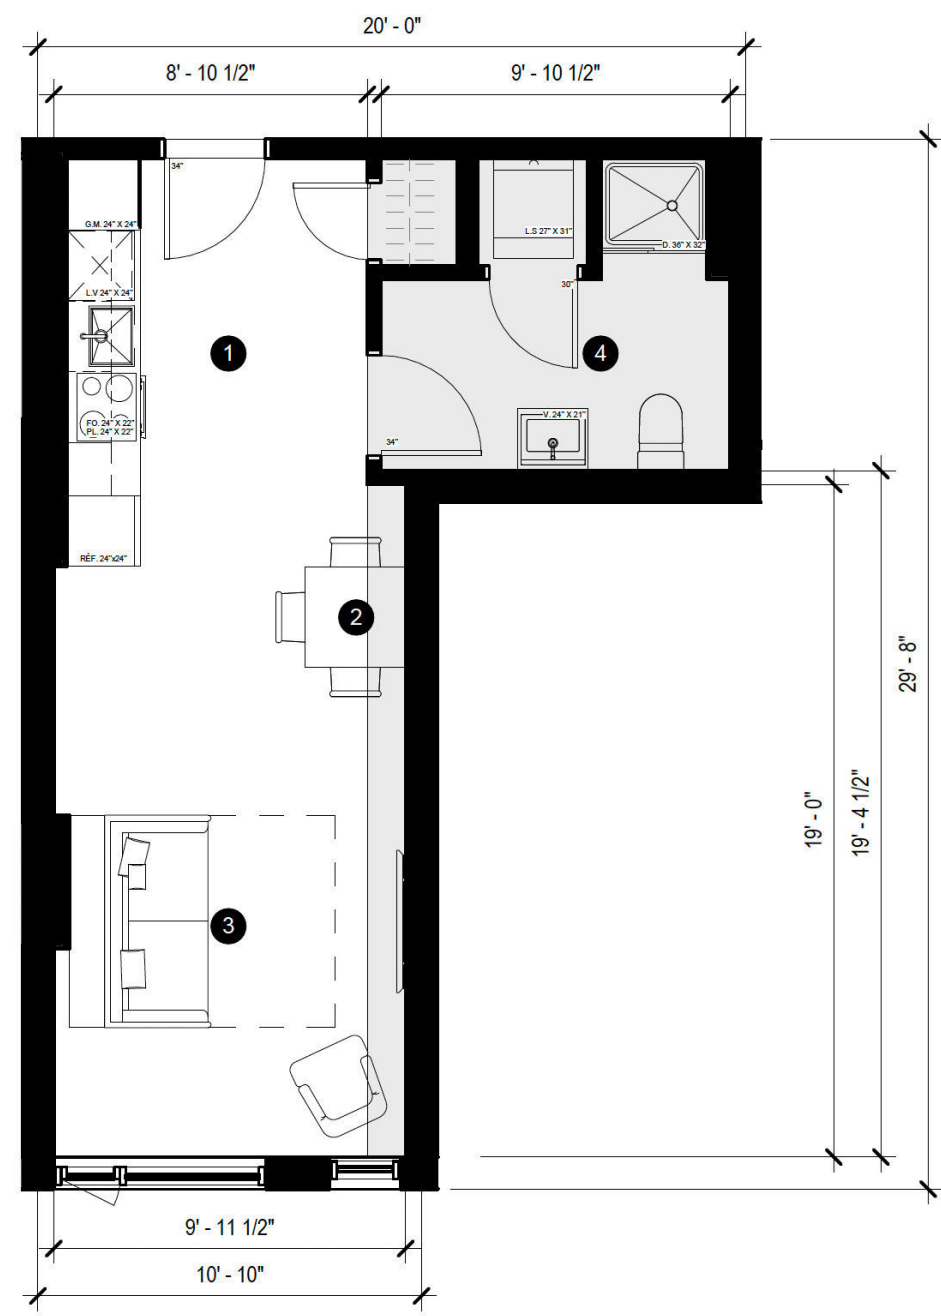 20' - 0"
8' - 10 1/2"
9' - 10 1/2"
34"
G.M. 24" X 24"
L.S 27" X 31"
D. 36" X 32"
L.V 24" X 24"
30"
1
4
FO. 24" X 22"
PL. 24" X 22"
V. 24" X 21"
34"
RÉF. 24"x24"
2
29' - 8"
19' - 0"
19' - 4 1/2"
3
9' - 11 1/2"
10' - 10"